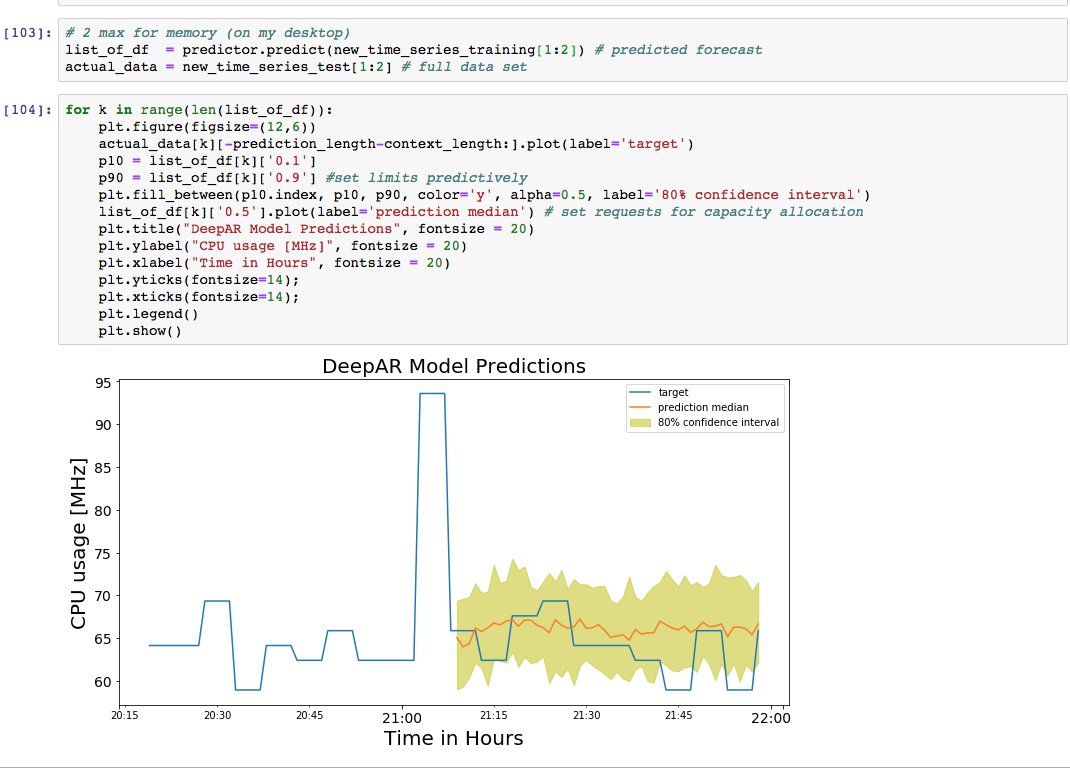 [103]: # 2 max for memory (on my desktop)
list_of_df  = predictor.predict(new_time_series_training[1:2]) # predicted forecast
actual_data = new_time_series_test[1:2] # full data set
[104]: for k in range(len(list_of_df)):
    plt.figure(figsize=(12,6))
    actual_data[k][-prediction_length-context_length:].plot(label='target')
    p10 = list_of_df[k]['0.1']
    p90 = list_of_df[k]['0.9'] #set limits predictively
    plt.fill_between(p10.index, p10, p90, color='y', alpha=0.5, label='80% confidence interval')
    list_of_df[k]['0.5'].plot(label='prediction median') # set requests for capacity allocation
    plt.title("DeepAR Model Predictions", fontsize = 20)
    plt.ylabel("CPU usage [MHz]", fontsize = 20)
    plt.xlabel("Time in Hours", fontsize = 20)
    plt.yticks(fontsize=14);
    plt.xticks(fontsize=14);
    plt.legend()
    plt.show()
DeepAR Model Predictions
target
prediction median
80% confidence interval
CPU usage [MHz]
95
90
85
80
75
70
65
60
20:15 20:30 20:45 21:00 21:15 21:30 21:45 22:00
Time in Hours